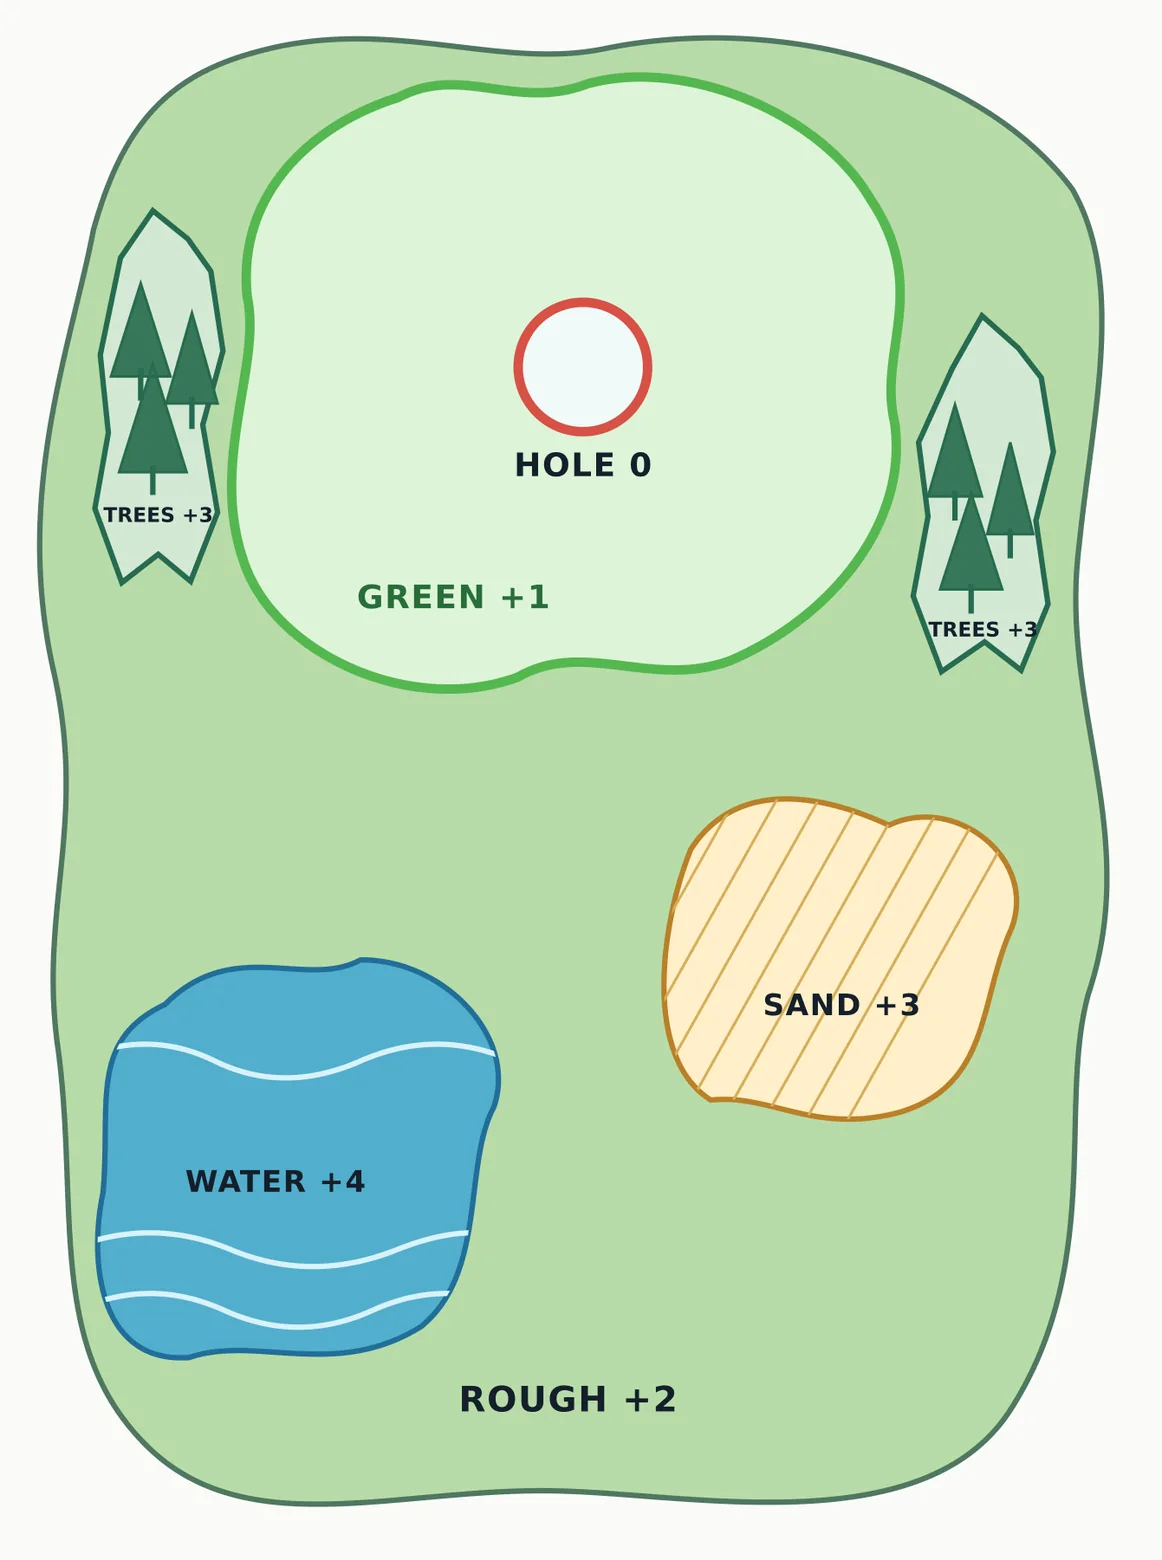 HOLE 0
TREES +3
GREEN +1
TREES +3
SAND +3
WATER +4
ROUGH +2